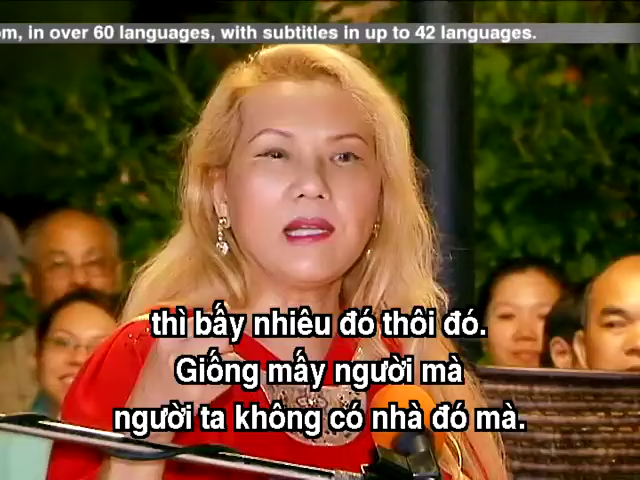 om, in over 60 languages, with subtitles in up to 42 languages.
thì bấy nhiêu đó thôi đó.
Giống mấy người mà
người ta không có nhà đó mà.